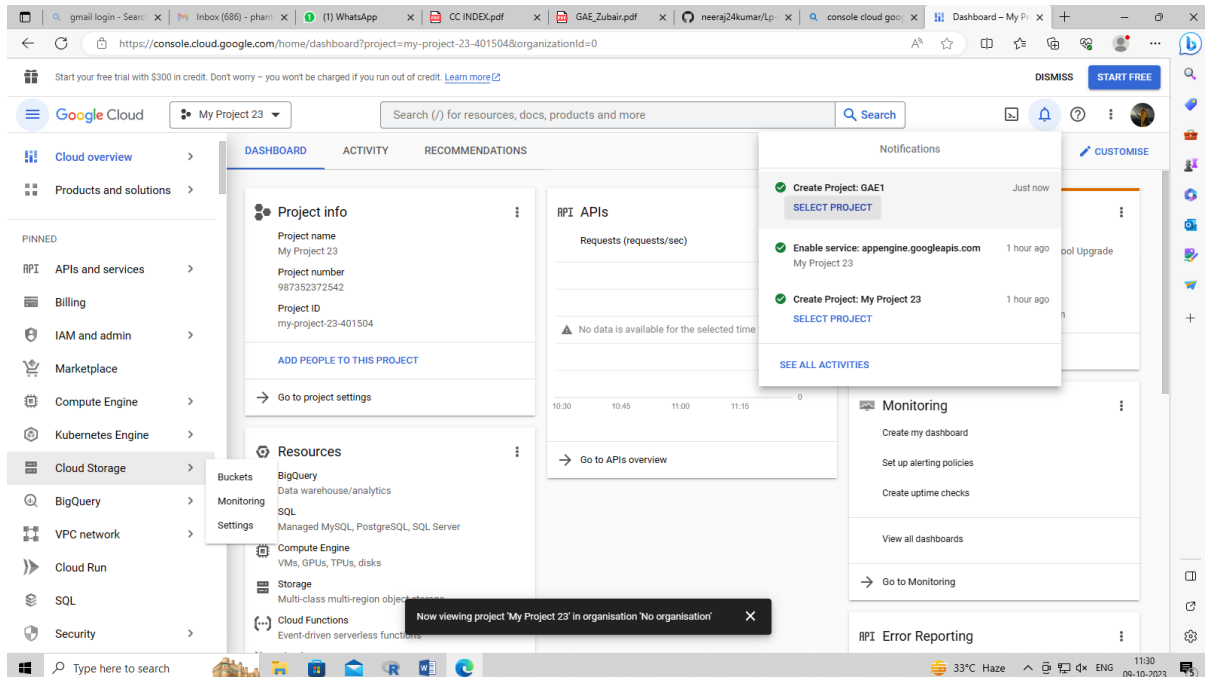 gmail login - Search
Inbox (686) - phant
(1) WhatsApp
CC INDEX.pdf
GAE_Zubair.pdf
neeraj24kumar/Lp-
console cloud goog
Dashboard – My Pr
https://console.cloud.google.com/home/dashboard?project=my-project-23-401504&organizationId=0
Start your free trial with $300 in credit. Don't worry – you won't be charged if you run out of credit. Learn more
DISMISS
START FREE
Google Cloud
My Project 23
Search (/) for resources, docs, products and more
Search
Cloud overview
Products and solutions
PINNED
API APIs and services
Billing
IAM and admin
Marketplace
Compute Engine
Kubernetes Engine
Cloud Storage
BigQuery
VPC network
Cloud Run
SQL
Security
Buckets
Monitoring
Settings
DASHBOARD
ACTIVITY
RECOMMENDATIONS
CUSTOMISE
Project info
Project name
My Project 23
Project number
987352372542
Project ID
my-project-23-401504
ADD PEOPLE TO THIS PROJECT
Go to project settings
Resources
BigQuery
Data warehouse/analytics
SQL
Managed MySQL, PostgreSQL, SQL Server
Compute Engine
VMs, GPUs, TPUs, disks
Storage
Multi-class multi-region object storage
Cloud Functions
Event-driven serverless functions
API APIs
Requests (requests/sec)
No data is available for the selected time
0
10:30 10:45 11:00 11:15
Go to APIs overview
Notifications
Create Project: GAE1
Just now
SELECT PROJECT
Enable service: appengine.googleapis.com
1 hour ago
My Project 23
Create Project: My Project 23
1 hour ago
SELECT PROJECT
SEE ALL ACTIVITIES
ool Upgrade
Monitoring
Create my dashboard
Set up alerting policies
Create uptime checks
View all dashboards
Go to Monitoring
API Error Reporting
Now viewing project 'My Project 23' in organisation 'No organisation'
Type here to search
33°C Haze
ENG
11:30
09-10-2023